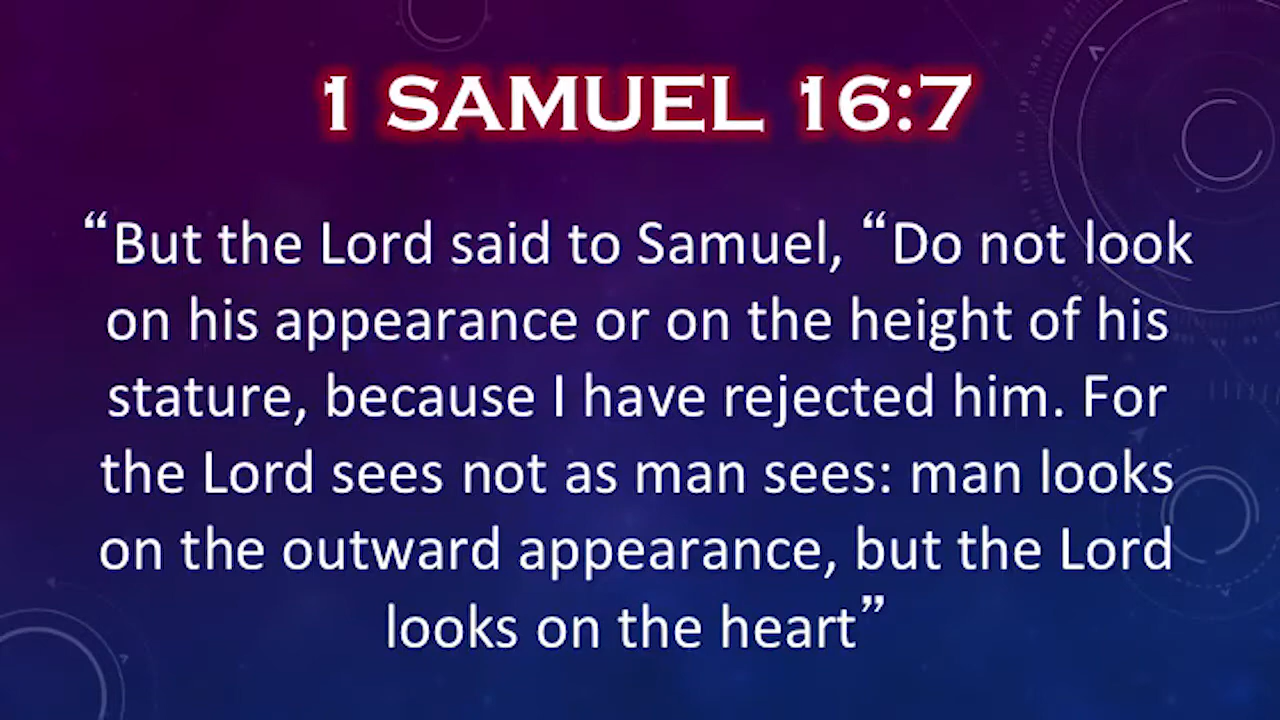 1 SAMUEL 16:7
“But the Lord said to Samuel, “Do not look
on his appearance or on the height of his
stature, because I have rejected him. For
the Lord sees not as man sees: man looks
on the outward appearance, but the Lord
looks on the heart”